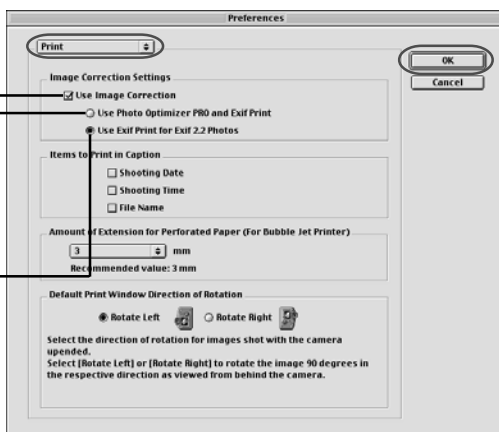 Preferences
Print
OK
Cancel
Image Correction Settings
Use Image Correction
Use Photo Optimizer PRO and Exif Print
Use Exif Print for Exif 2.2 Photos
Items to Print in Caption
Shooting Date
Shooting Time
File Name
Amount of Extension for Perforated Paper (For Bubble Jet Printer)
3 mm
Recommended value: 3 mm
Default Print Window Direction of Rotation
Rotate Left Rotate Right
Select the direction of rotation for images shot with the camera
upended.
Select [Rotate Left] or [Rotate Right] to rotate the image 90 degrees in
the respective direction as viewed from behind the camera.